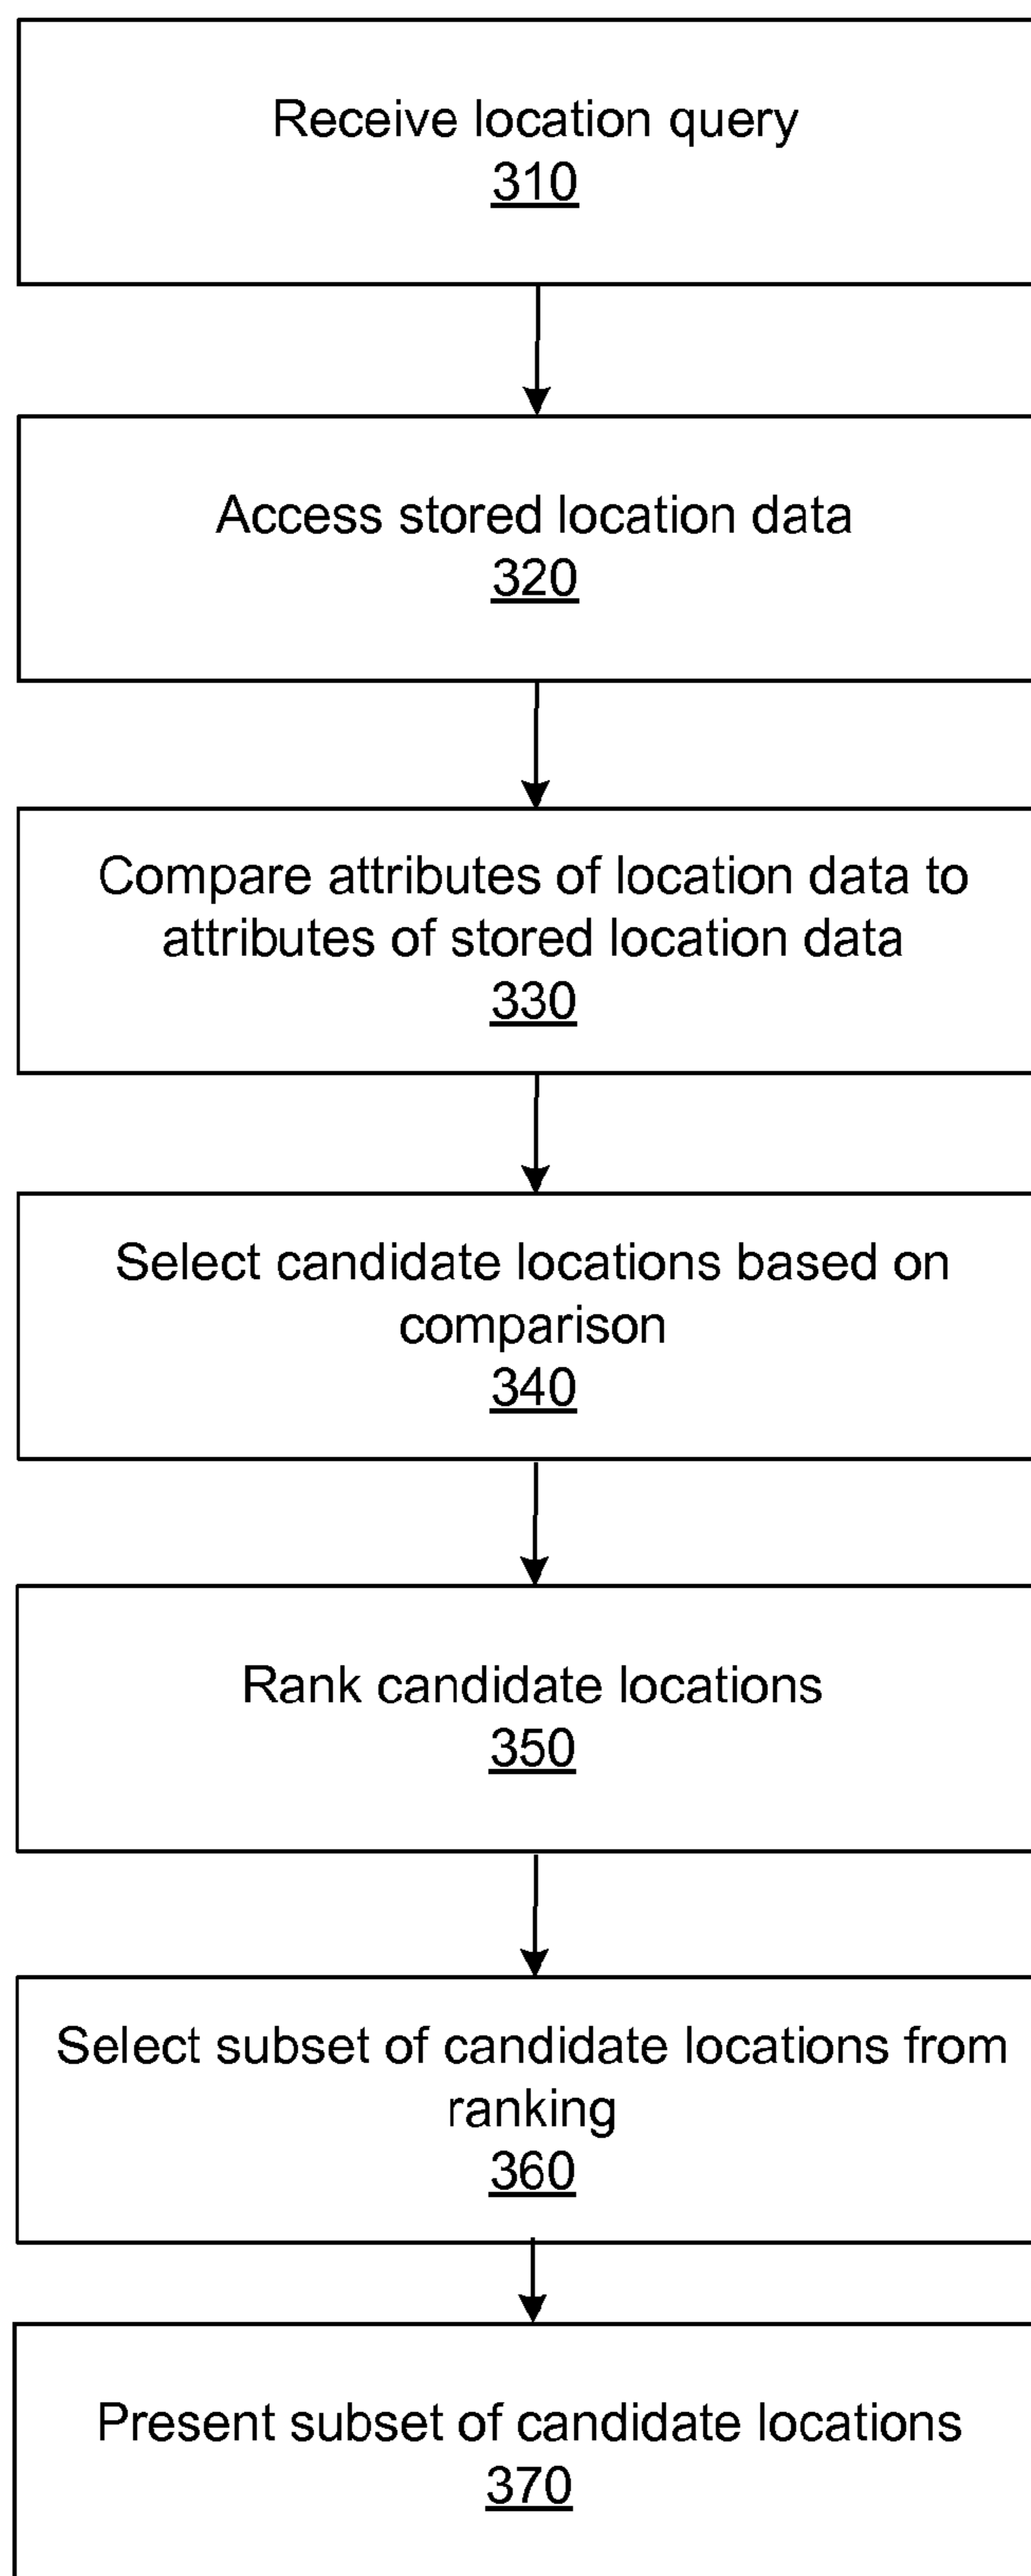 Receive location query
310
Access stored location data
320
Compare attributes of location data to
attributes of stored location data
330
Select candidate locations based on
comparison
340
Rank candidate locations
350
Select subset of candidate locations from
ranking
360
Present subset of candidate locations
370